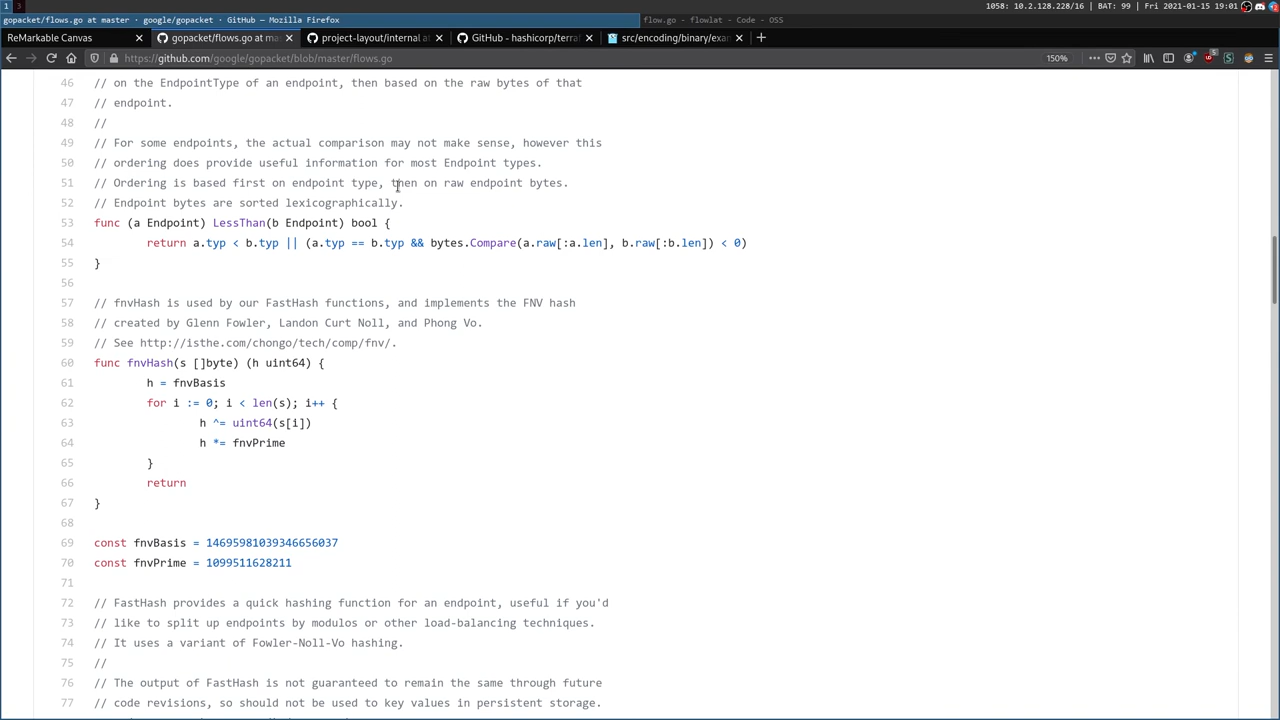 1 3 1058: 10.2.128.228/16 | BAT: 99 | Fri 2021-01-15 19:01
gopacket/flows.go at master · google/gopacket · GitHub - Mozilla Firefox flow.go - flowlat - Code - OSS
ReMarkable Canvas gopacket/flows.go at ma project-layout/internal at GitHub - hashicorp/terra src/encoding/binary/exa
https://github.com/google/gopacket/blob/master/flows.go 150% 5
46 // on the EndpointType of an endpoint, then based on the raw bytes of that
47 // endpoint.
48 //
49 // For some endpoints, the actual comparison may not make sense, however this
50 // ordering does provide useful information for most Endpoint types.
51 // Ordering is based first on endpoint type, then on raw endpoint bytes.
52 // Endpoint bytes are sorted lexicographically.
53 func (a Endpoint) LessThan(b Endpoint) bool {
54 return a.typ < b.typ || (a.typ == b.typ && bytes.Compare(a.raw[:a.len], b.raw[:b.len]) < 0)
55 }
56
57 // fnvHash is used by our FastHash functions, and implements the FNV hash
58 // created by Glenn Fowler, Landon Curt Noll, and Phong Vo.
59 // See http://isthe.com/chongo/tech/comp/fnv/.
60 func fnvHash(s []byte) (h uint64) {
61 h = fnvBasis
62 for i := 0; i < len(s); i++ {
63 h ^= uint64(s[i])
64 h *= fnvPrime
65 }
66 return
67 }
68
69 const fnvBasis = 14695981039346656037
70 const fnvPrime = 1099511628211
71
72 // FastHash provides a quick hashing function for an endpoint, useful if you'd
73 // like to split up endpoints by modulos or other load-balancing techniques.
74 // It uses a variant of Fowler-Noll-Vo hashing.
75 //
76 // The output of FastHash is not guaranteed to remain the same through future
77 // code revisions, so should not be used to key values in persistent storage.